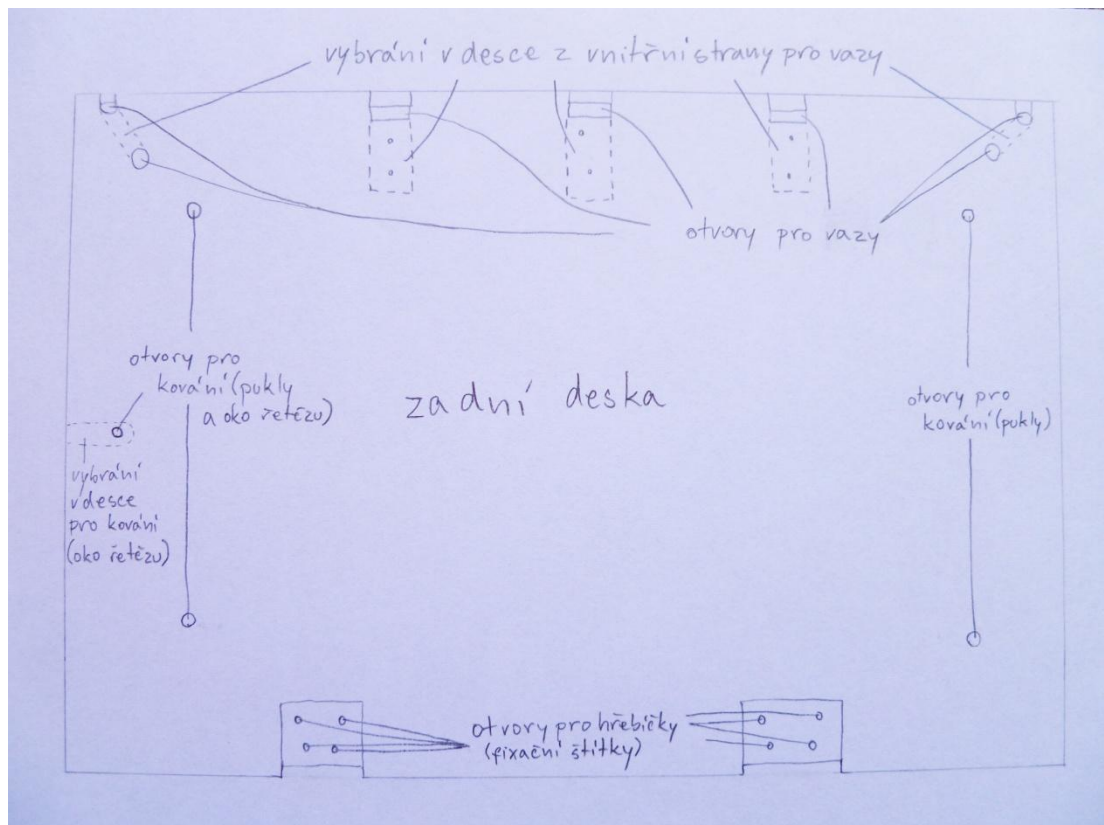 vybrání v desce z vnitřní strany pro vazy
otvory pro vazy
otvory pro
kování (pukly
a oko řetězu)
zadní deska
otvory pro
kování (pukly)
vybrání
v desce
pro kování
(oko řetězu)
otvory pro hřebíčky
(fixační štítky)